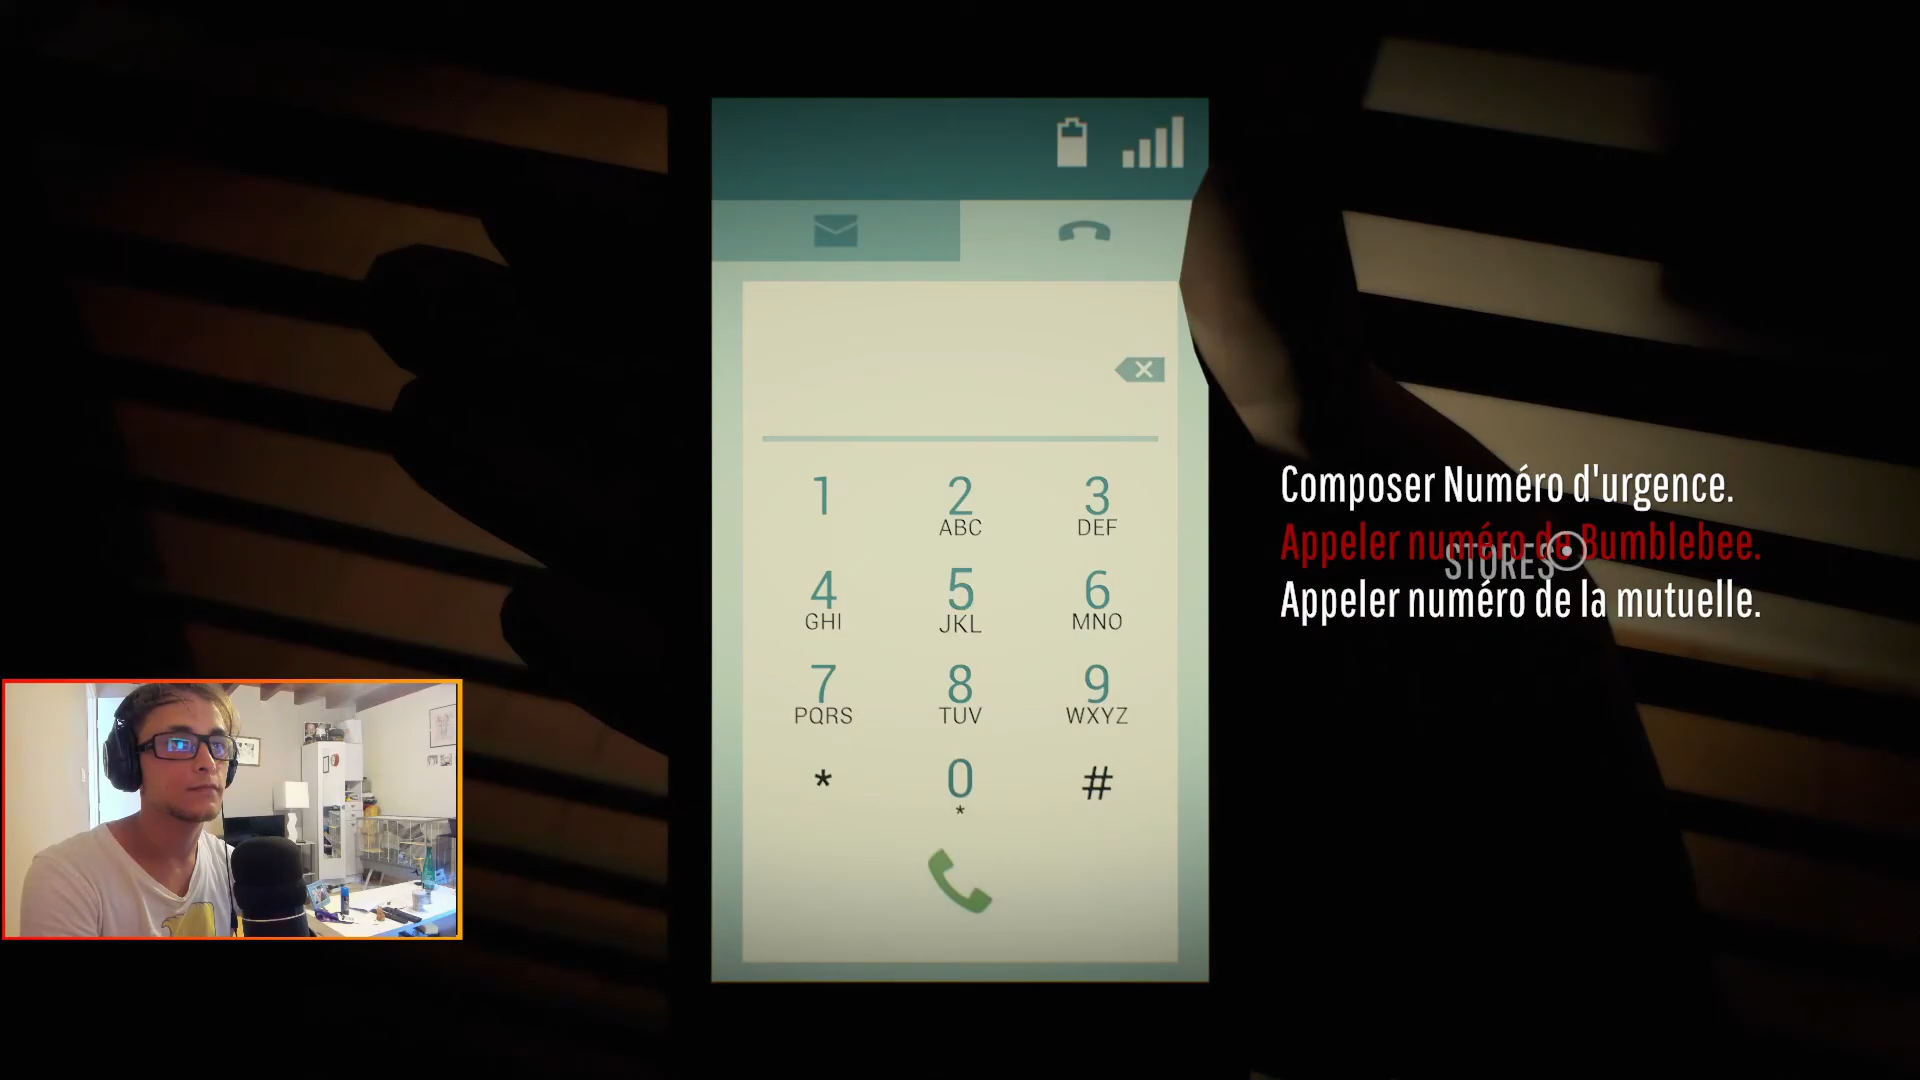 1
2
ABC
3
DEF
4
GHI
5
JKL
6
MNO
7
PQRS
8
TUV
9
WXYZ
*
0
*
#
Composer Numéro d'urgence.
Appeler numéro de Bumblebee.
STORES
Appeler numéro de la mutuelle.